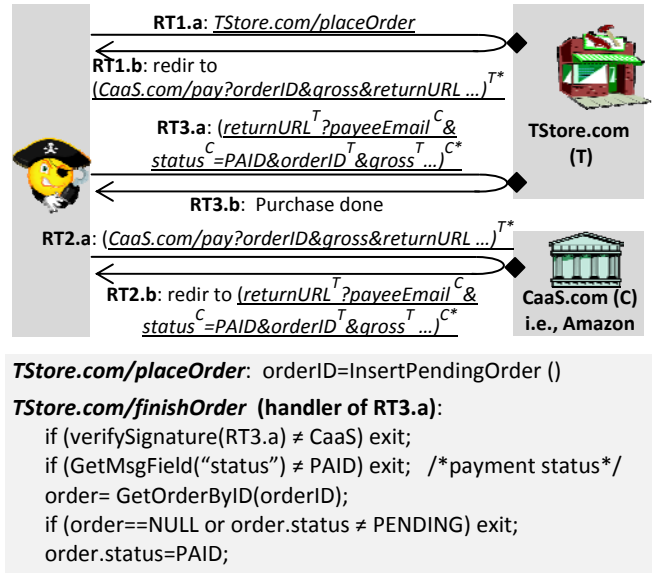 RT1.a: TStore.com/placeOrder
RT1.b: redir to
(CaaS.com/pay?orderID&gross&returnURL ...)T*
RT3.a: (returnURLT?payeeEmailC&
statusC=PAID&orderIDT&grossT...)C*
TStore.com
(T)
RT3.b: Purchase done
RT2.a: (CaaS.com/pay?orderID&gross&returnURL ...)T*
RT2.b: redir to (returnURLT?payeeEmailC&
statusC=PAID&orderIDT&grossT ...)C*
CaaS.com (C)
i.e., Amazon
TStore.com/placeOrder: orderID=InsertPendingOrder ()
TStore.com/finishOrder (handler of RT3.a):
if (verifySignature(RT3.a) ≠ CaaS) exit;
if (GetMsgField("status") ≠ PAID) exit; /*payment status*/
order= GetOrderByID(orderID);
if (order==NULL or order.status ≠ PENDING) exit;
order.status=PAID;